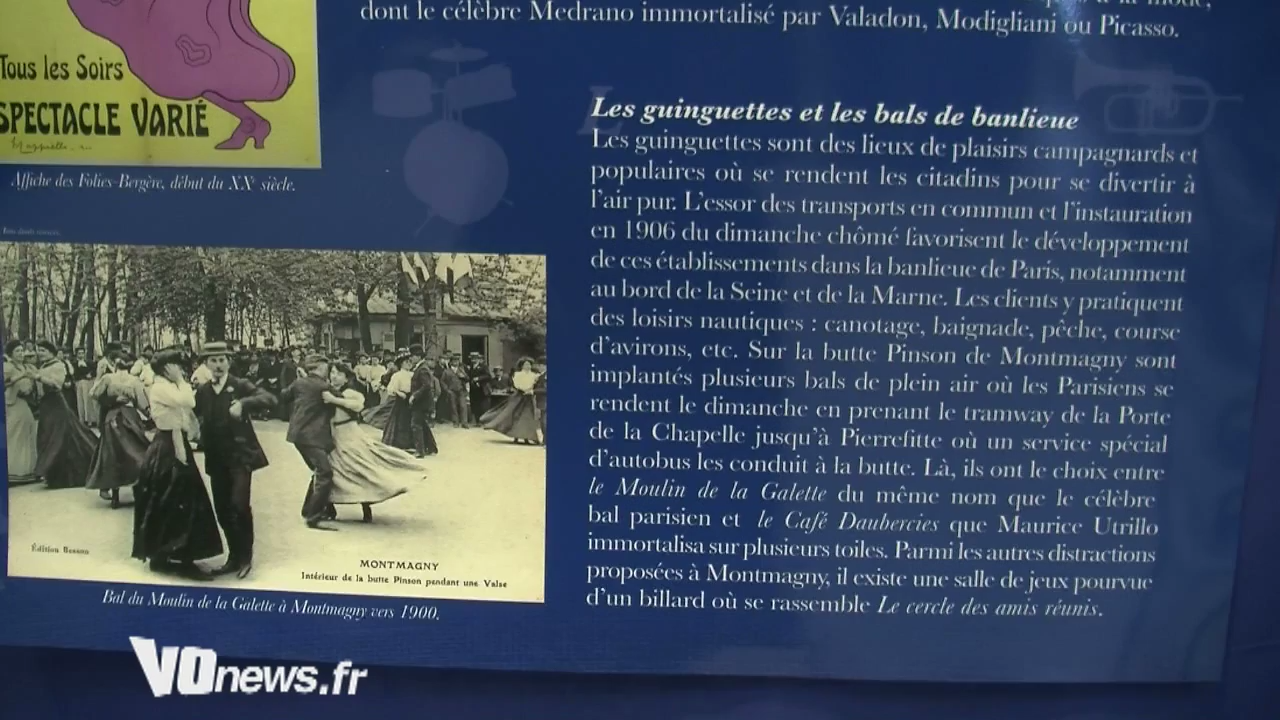 dont le célèbre Medrano immortalisé par Valadon, Modigliani ou Picasso.
Tous les Soirs
SPECTACLE VARIÉ
Affiche des Folies-Bergère, début du XXe siècle.
Les guinguettes et les bals de banlieue
Les guinguettes sont des lieux de plaisirs campagnards et
populaires où se rendent les citadins pour se divertir à
l'air pur. L'essor des transports en commun et l'instauration
en 1906 du dimanche chômé favorisent le développement
de ces établissements dans la banlieue de Paris, notamment
au bord de la Seine et de la Marne. Les clients y pratiquent
des loisirs nautiques : canotage, baignade, pêche, course
d'avirons, etc. Sur la butte Pinson de Montmagny sont
implantés plusieurs bals de plein air où les Parisiens se
rendent le dimanche en prenant le tramway de la Porte
de la Chapelle jusqu'à Pierrefitte où un service spécial
d'autobus les conduit à la butte. Là, ils ont le choix entre
le Moulin de la Galette du même nom que le célèbre
bal parisien et le Café Daubercies que Maurice Utrillo
immortalisa sur plusieurs toiles. Parmi les autres distractions
proposées à Montmagny, il existe une salle de jeux pourvue
d'un billard où se rassemble Le cercle des amis réunis.
Édition Besson
MONTMAGNY
Intérieur de la butte Pinson pendant une Valse
Bal du Moulin de la Galette à Montmagny vers 1900.
VOnews.fr